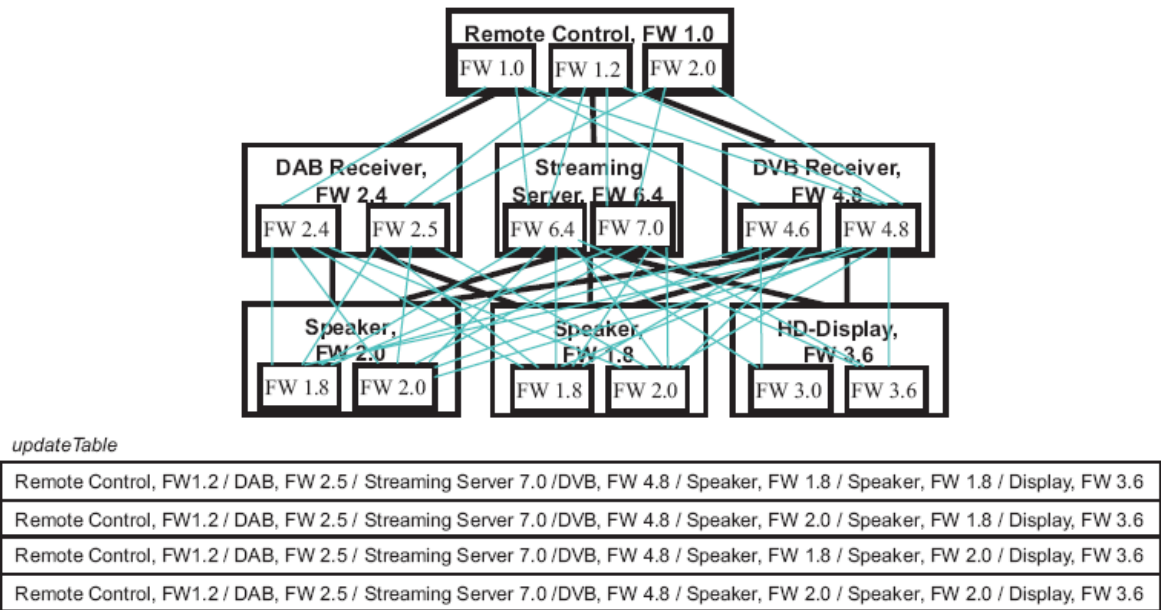 Remote Control, FW 1.0
FW 1.0 FW 1.2 FW 2.0
DAB Receiver,
FW 2.4
FW 2.4 FW 2.5
Streaming
Server, FW 6.4
FW 6.4 FW 7.0
DVB Receiver,
FW 4.8
FW 4.6 FW 4.8
Speaker,
FW 2.0
FW 1.8 FW 2.0
Speaker,
FW 1.8
FW 1.8 FW 2.0
HD-Display,
FW 3.6
FW 3.0 FW 3.6
updateTable
Remote Control, FW1.2 / DAB, FW 2.5 / Streaming Server 7.0 /DVB, FW 4.8 / Speaker, FW 1.8 / Speaker, FW 1.8 / Display, FW 3.6
Remote Control, FW1.2 / DAB, FW 2.5 / Streaming Server 7.0 /DVB, FW 4.8 / Speaker, FW 2.0 / Speaker, FW 1.8 / Display, FW 3.6
Remote Control, FW1.2 / DAB, FW 2.5 / Streaming Server 7.0 /DVB, FW 4.8 / Speaker, FW 1.8 / Speaker, FW 2.0 / Display, FW 3.6
Remote Control, FW1.2 / DAB, FW 2.5 / Streaming Server 7.0 /DVB, FW 4.8 / Speaker, FW 2.0 / Speaker, FW 2.0 / Display, FW 3.6